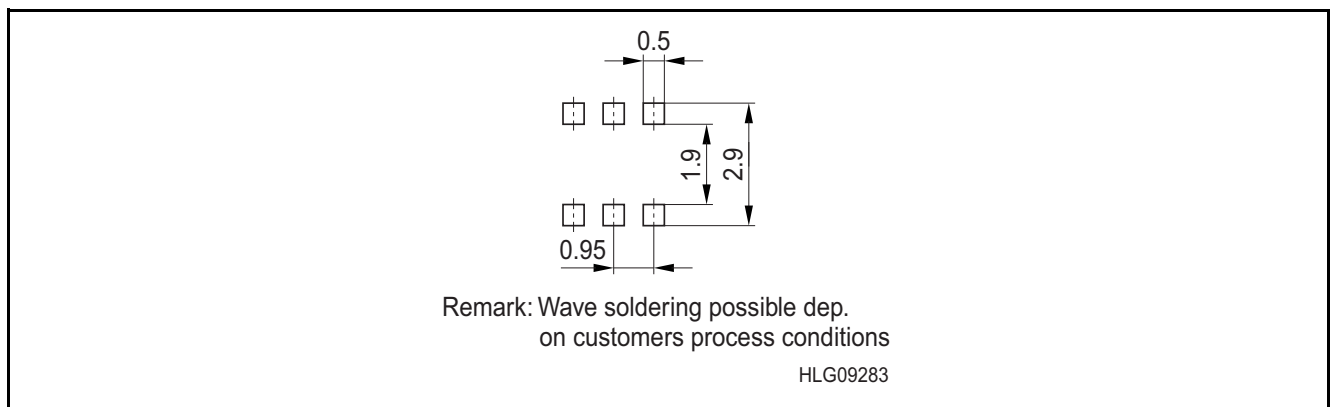 0.5
1.9
2.9
0.95
Remark: Wave soldering possible dep.
on customers process conditions
HLG09283